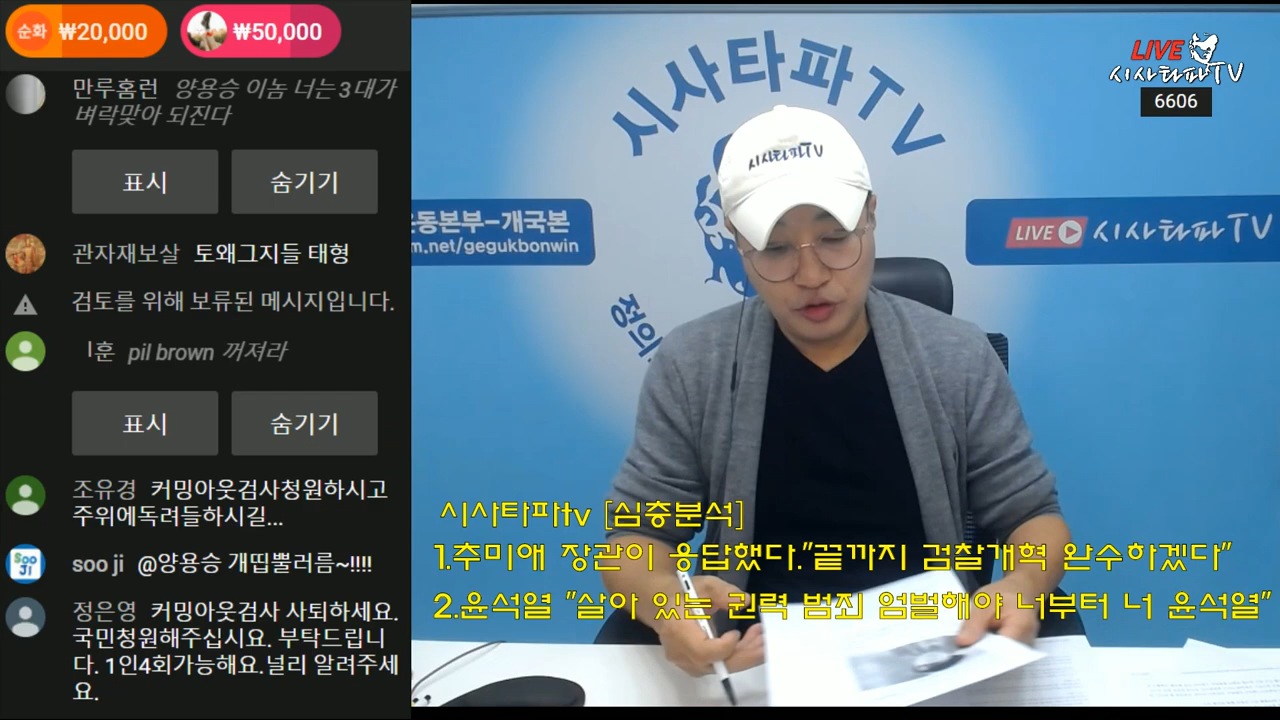 순화 ₩20,000
₩50,000
만루홈런 양용승 이놈 너는 3대가
벼락맞아 되진다
표시
숨기기
관자재보살 토왜그지들 태형
검토를 위해 보류된 메시지입니다.
ㅣ훈 pil brown 꺼져라
표시
숨기기
조유경 커밍아웃검사청원하시고
주위에독려들하시길...
soo ji @양용승 개띱뿔러름~!!!!
정은영 커밍아웃검사 사퇴하세요.
국민청원해주십시요. 부탁드립니
다. 1인4회가능해요.널리 알려주세
요.
SOO
JI
LIVE
시사타파TV
6606
시사타파TV
시사타파TV
운동본부-개국본
m.net/gegukbonwin
LIVE 시사타파TV
정의
시사타파tv [심층분석]
1.추미애 장관이 응답했다."끝까지 검찰개혁 완수하겠다"
2.윤석열 "살아 있는 권력 범죄 엄벌해야 너부터 너 윤석열"